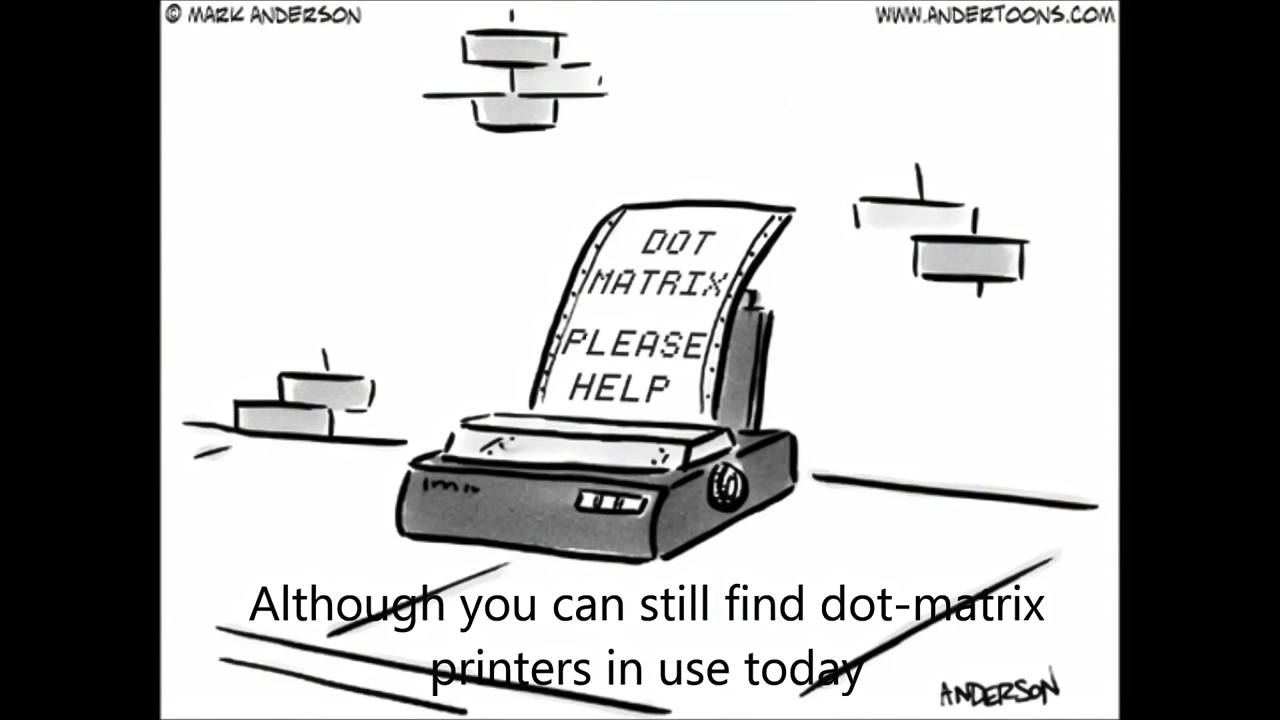 © MARK ANDERSON
WWW.ANDERTOONS.COM
DOT
MATRIX
PLEASE
HELP
Although you can still find dot-matrix
printers in use today
ANDERSON